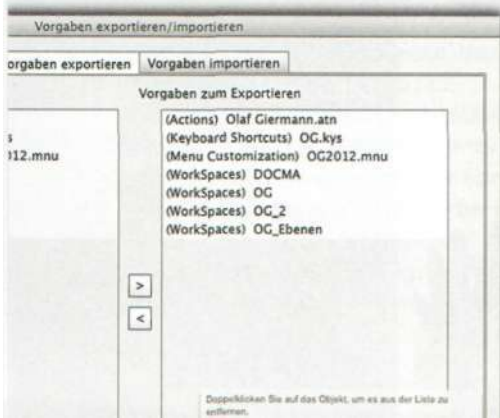 Vorgaben exportieren/importieren
orgaben exportieren Vorgaben importieren
Vorgaben zum Exportieren
(Actions) Olaf Giermann.atn
s (Keyboard Shortcuts) OG.kys
12.mnu (Menu Customization) OG2012.mnu
(WorkSpaces) DOCMA
(WorkSpaces) OG
(WorkSpaces) OG_2
(WorkSpaces) OG_Ebenen
>
<
Doppelklicken Sie auf das Objekt, um es aus der Liste zu
entfernen.